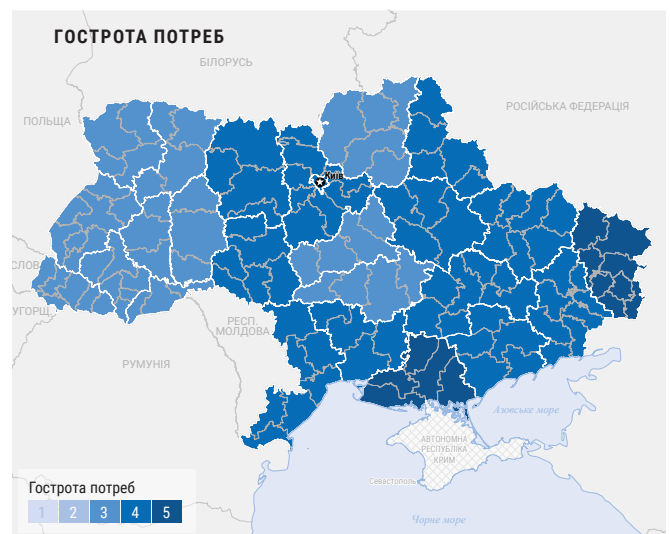 ГОСТРОТА ПОТРЕБ
БІЛОРУСЬ
РОСІЙСЬКА ФЕДЕРАЦІЯ
ПОЛЬЩА
Київ
СЛОВ
УГОРЩ.
РЕСП.
МОЛДОВА
РУМУНІЯ
Азовське море
АВТОНОМНА
РЕСПУБЛІКА
КРИМ
Севастополь
Гострота потреб
1 2 3 4 5
Чорне море